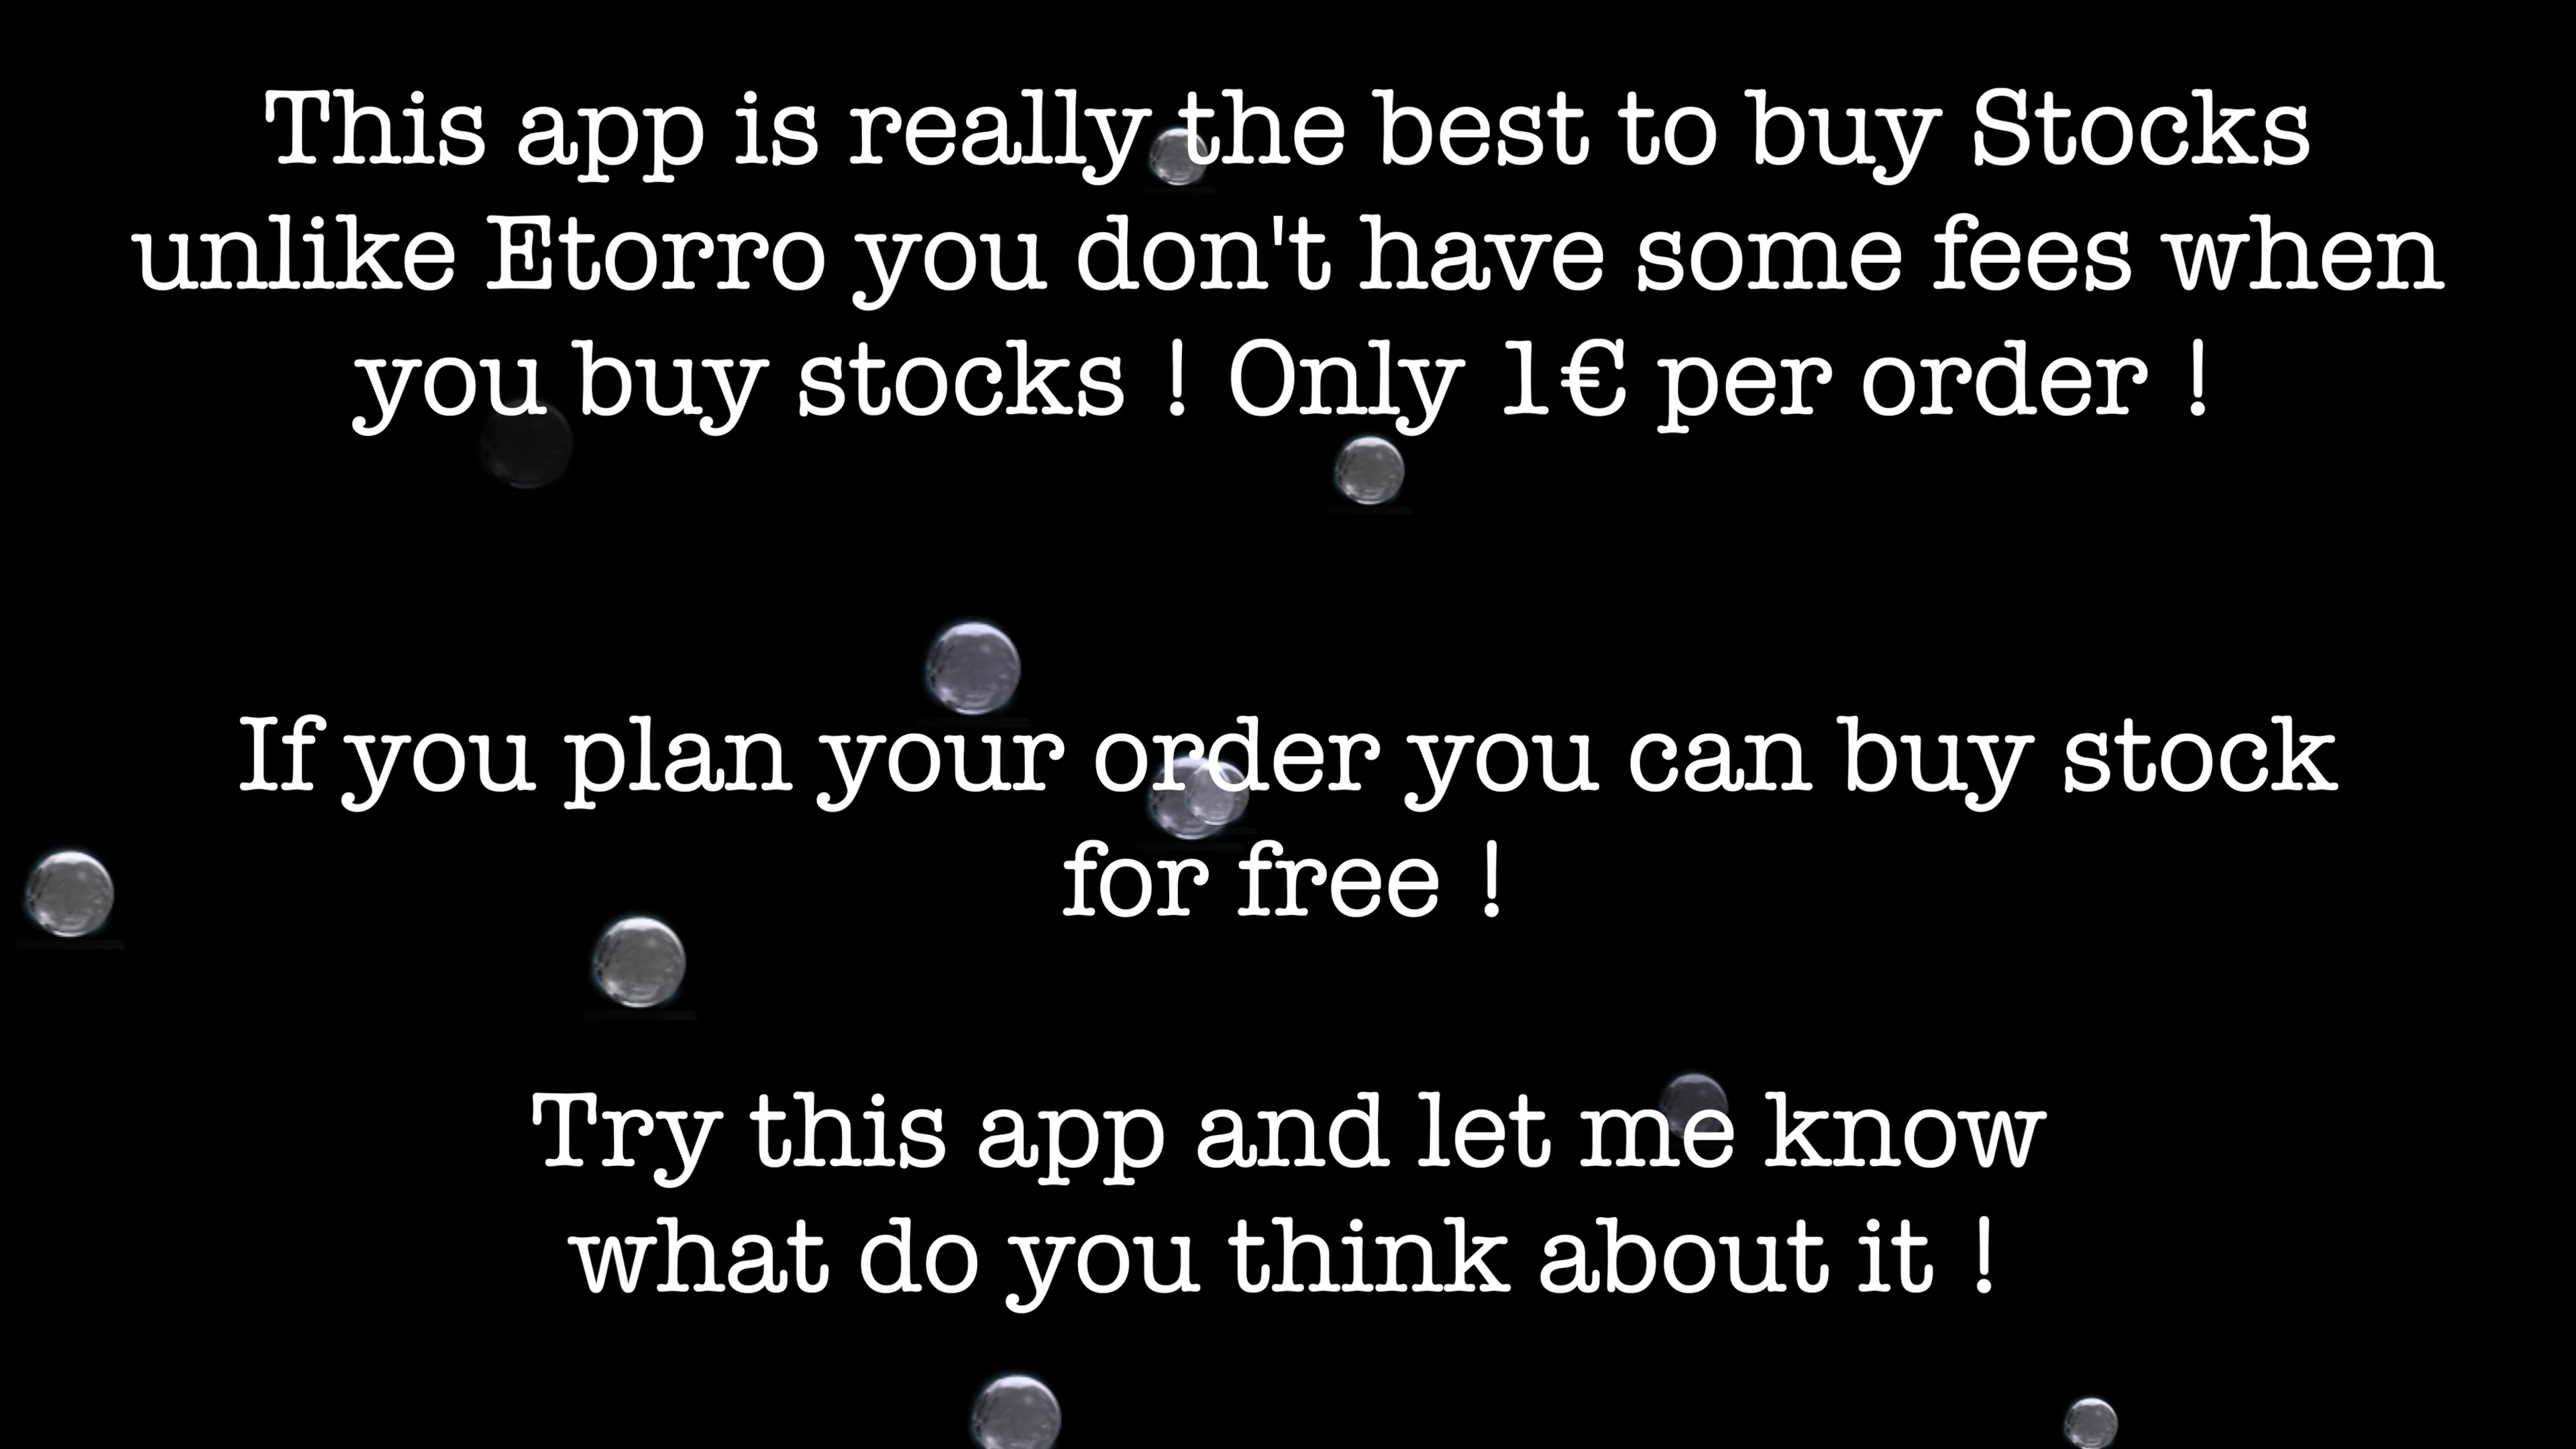 This app is really the best to buy Stocks
unlike Etorro you don't have some fees when
you buy stocks ! Only 1€ per order !
If you plan your order you can buy stock
for free !
Try this app and let me know
what do you think about it !